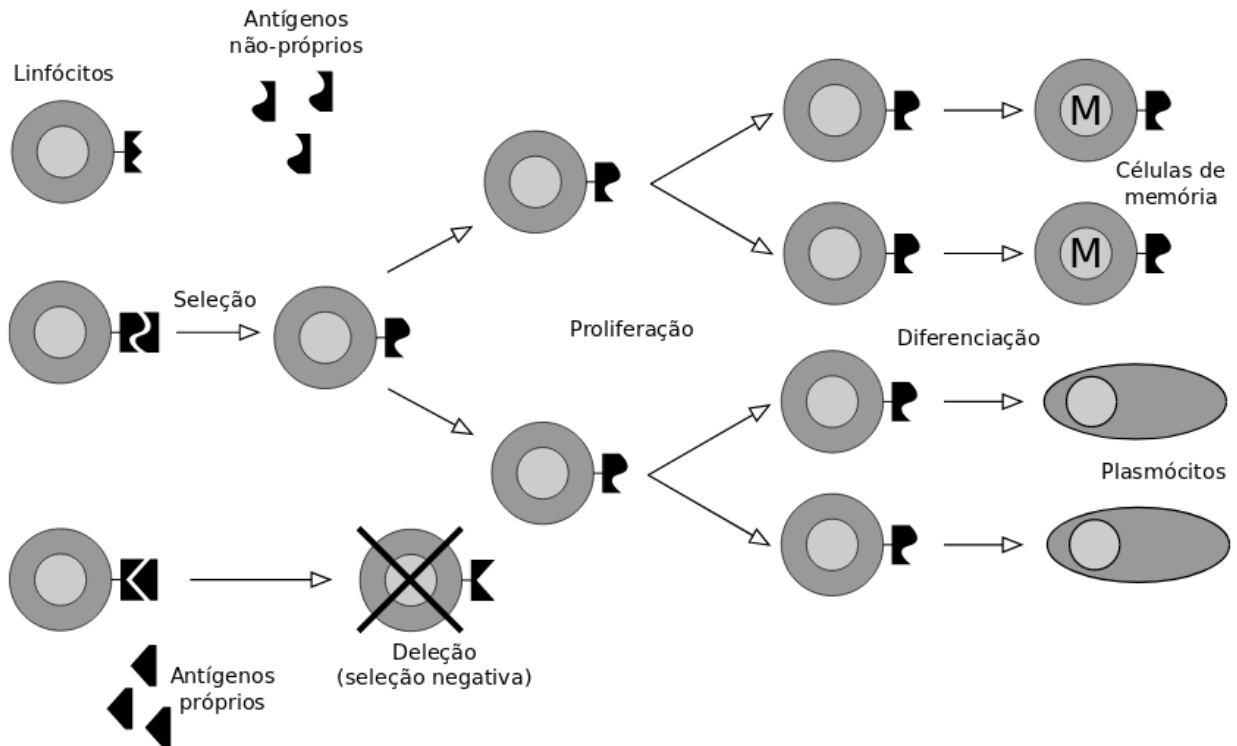 Antígenos
não-próprios
Linfócitos
M
Células de
memória
M
Seleção
Proliferação
Diferenciação
Plasmócitos
Deleção
(seleção negativa)
Antígenos
próprios